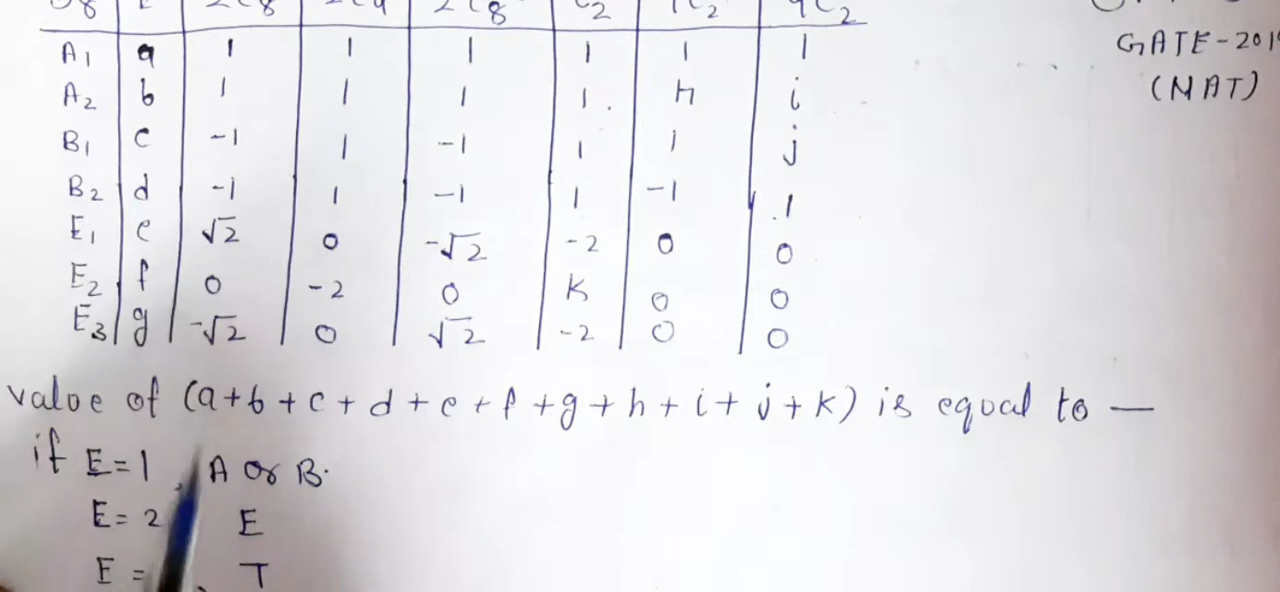 A1 a 1 1 1 1 1 1
A2 b 1 1 1 1. h i
B1 c -1 1 -1 1 1 j
B2 d -1 1 -1 1 -1 1
E1 e √2 0 -√2 -2 0 0
E2 f 0 -2 0 K 0 0
E3 g -√2 0 √2 -2 0 0
GATE-201
(NAT)
value of (a+b+c+d+e+f+g+h+i+j+k) is equal to —
if E=1, A or B.
E= 2 E
E = , T